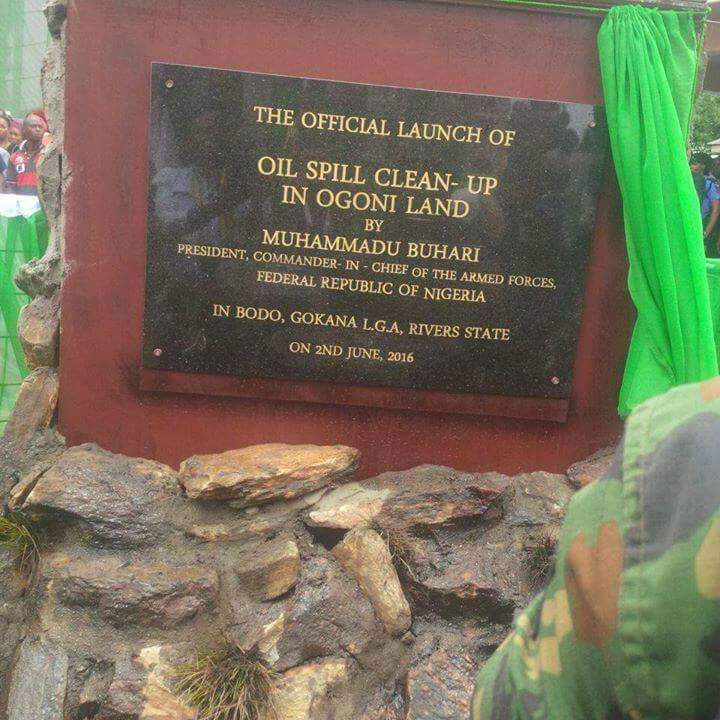 THE OFFICIAL LAUNCH OF
OIL SPILL CLEAN- UP
IN OGONI LAND
BY
MUHAMMADU BUHARI
PRESIDENT, COMMANDER- IN - CHIEF OF THE ARMED FORCES,
FEDERAL REPUBLIC OF NIGERIA
IN BODO, GOKANA L.G.A, RIVERS STATE
ON 2ND JUNE, 2016